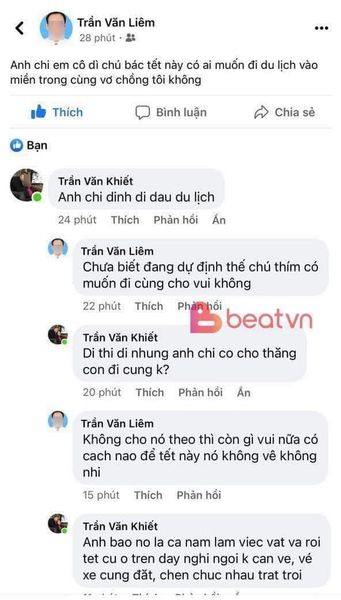 Trần Văn Liêm
28 phút
Anh chi em cô dì chú bác tết này có ai muốn đi du lịch vào
miền trong cùng vơ chồng tôi không
Thích Bình luận Chia sẻ
Bạn
Trần Văn Khiết
Anh chi dinh di dau du lịch
24 phút Thích Phản hồi Ẩn
Trần Văn Liêm
Chưa biết đang dự định thế chú thím có
muốn đi cùng cho vui không
22 phút Thích Phản hồi
beatvn
Trần Văn Khiết
Di thi di nhung anh chi co cho thăng
con đi cung k?
20 phút Thích Phản hồi Ẩn
Trần Văn Liêm
Không cho nó theo thì còn gì vui nữa có
cach nao để tết này nó không vê không
nhi
15 phút Thích Phản hồi
Trần Văn Khiết
Anh bao no la ca nam lam viec vat va roi
tet cu o tren day nghi ngoi k can ve, vé
xe cung đăt, chen chuc nhau trat troi